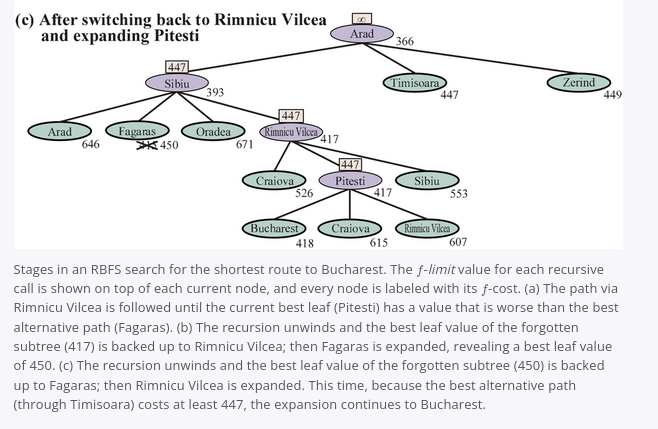 (c) After switching back to Rimnicu Vilcea
and expanding Pitesti
∞
Arad
366
447
Sibiu
393
Timisoara
447
Zerind
449
Arad
646
Fagaras
450
Oradea
671
447
Rimnicu Vilcea
417
Craiova
526
447
Pitesti
417
Sibiu
553
Bucharest
418
Craiova
615
Rimnicu Vilcea
607
Stages in an RBFS search for the shortest route to Bucharest. The f-limit value for each recursive
call is shown on top of each current node, and every node is labeled with its f-cost. (a) The path via
Rimnicu Vilcea is followed until the current best leaf (Pitesti) has a value that is worse than the best
alternative path (Fagaras). (b) The recursion unwinds and the best leaf value of the forgotten
subtree (417) is backed up to Rimnicu Vilcea; then Fagaras is expanded, revealing a best leaf value
of 450. (c) The recursion unwinds and the best leaf value of the forgotten subtree (450) is backed
up to Fagaras; then Rimnicu Vilcea is expanded. This time, because the best alternative path
(through Timisoara) costs at least 447, the expansion continues to Bucharest.